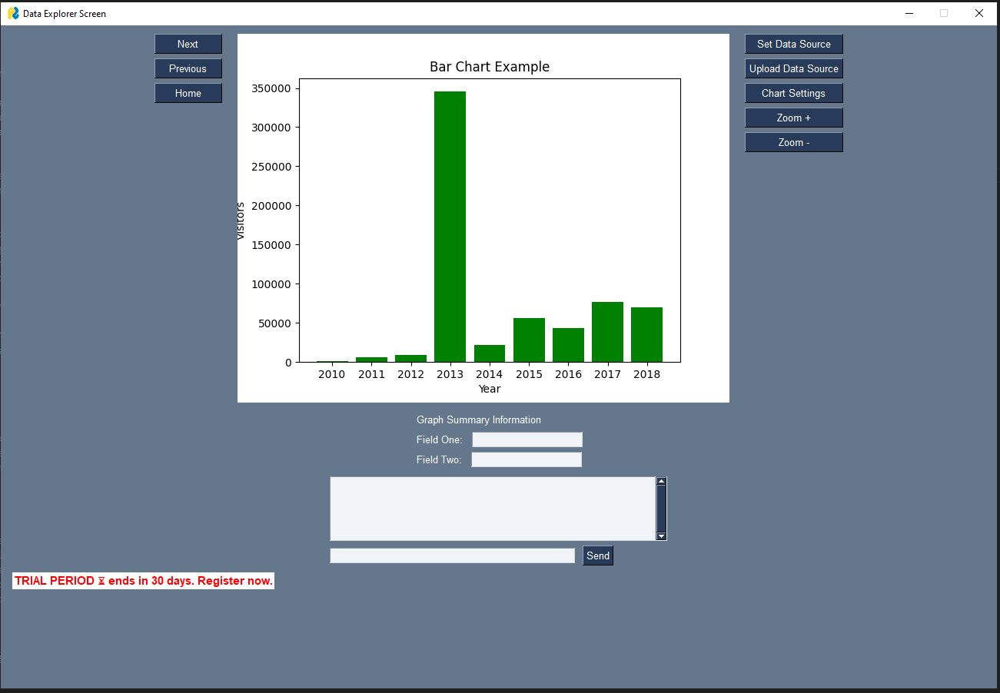 Data Explorer Screen
Next
Previous
Home
Bar Chart Example
350000
300000
250000
200000
150000
100000
50000
0
Visitors
2010 2011 2012 2013 2014 2015 2016 2017 2018
Year
Set Data Source
Upload Data Source
Chart Settings
Zoom +
Zoom -
Graph Summary Information
Field One:
Field Two:
Send
TRIAL PERIOD ⏳ ends in 30 days. Register now.